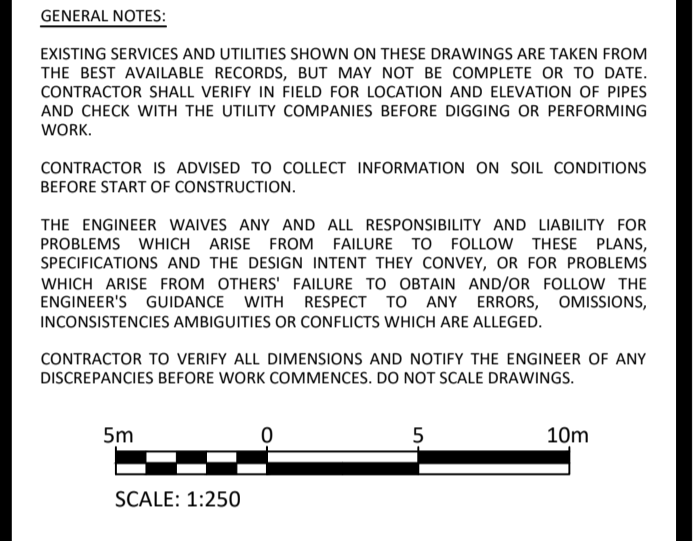 GENERAL NOTES:
EXISTING SERVICES AND UTILITIES SHOWN ON THESE DRAWINGS ARE TAKEN FROM
THE BEST AVAILABLE RECORDS, BUT MAY NOT BE COMPLETE OR TO DATE.
CONTRACTOR SHALL VERIFY IN FIELD FOR LOCATION AND ELEVATION OF PIPES
AND CHECK WITH THE UTILITY COMPANIES BEFORE DIGGING OR PERFORMING
WORK.
CONTRACTOR IS ADVISED TO COLLECT INFORMATION ON SOIL CONDITIONS
BEFORE START OF CONSTRUCTION.
THE ENGINEER WAIVES ANY AND ALL RESPONSIBILITY AND LIABILITY FOR
PROBLEMS WHICH ARISE FROM FAILURE TO FOLLOW THESE PLANS,
SPECIFICATIONS AND THE DESIGN INTENT THEY CONVEY, OR FOR PROBLEMS
WHICH ARISE FROM OTHERS' FAILURE TO OBTAIN AND/OR FOLLOW THE
ENGINEER'S GUIDANCE WITH RESPECT TO ANY ERRORS, OMISSIONS,
INCONSISTENCIES AMBIGUITIES OR CONFLICTS WHICH ARE ALLEGED.
CONTRACTOR TO VERIFY ALL DIMENSIONS AND NOTIFY THE ENGINEER OF ANY
DISCREPANCIES BEFORE WORK COMMENCES. DO NOT SCALE DRAWINGS.
5m 0 5 10m
SCALE: 1:250